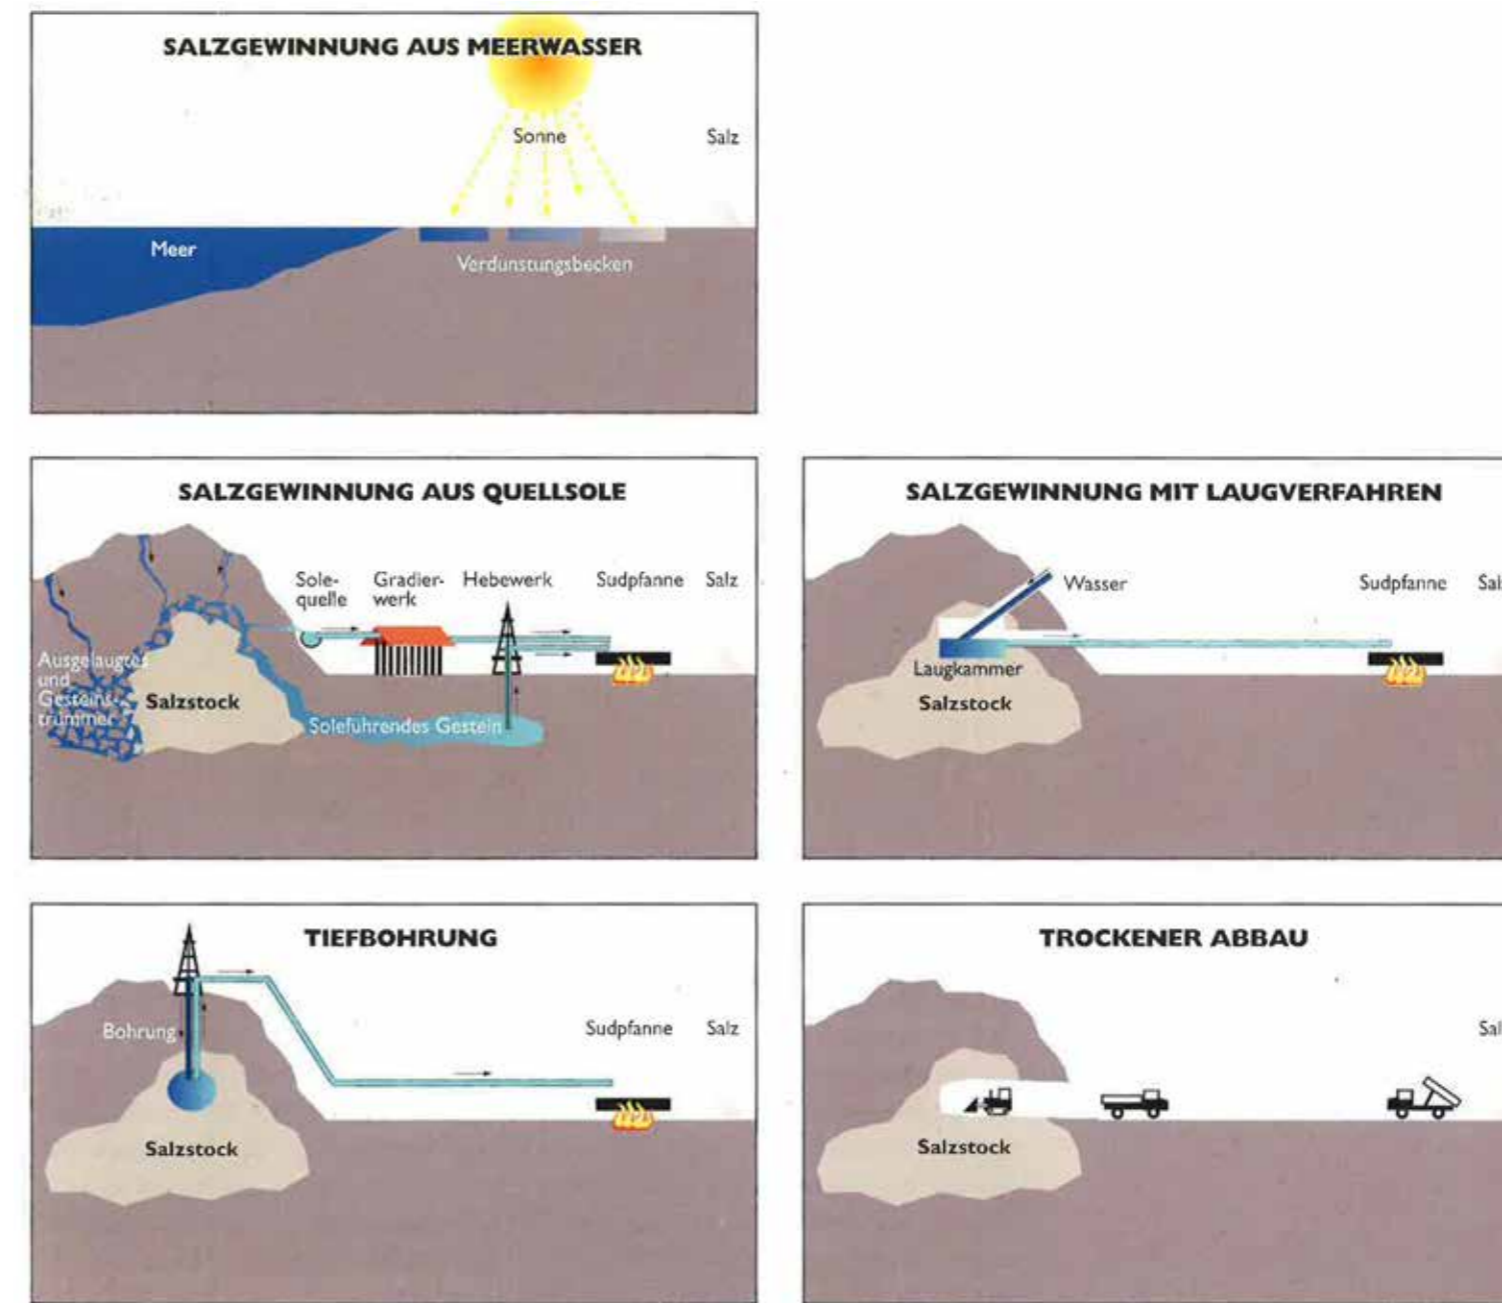 SALZGEWINNUNG AUS MEERWASSER
Sonne
Salz
Meer
Verdunstungsbecken
SALZGEWINNUNG AUS QUELLSOLE
Sole-
quelle
Gradier-
werk
Hebewerk
Sudpfanne
Salz
Ausgelaugtes
und
Gesteins-
trümmer
Salzstock
Soleführendes Gestein
SALZGEWINNUNG MIT LAUGVERFAHREN
Wasser
Sudpfanne
Sal
Laugkammer
Salzstock
TIEFBOHRUNG
Bohrung
Sudpfanne
Salz
Salzstock
TROCKENER ABBAU
Sal
Salzstock